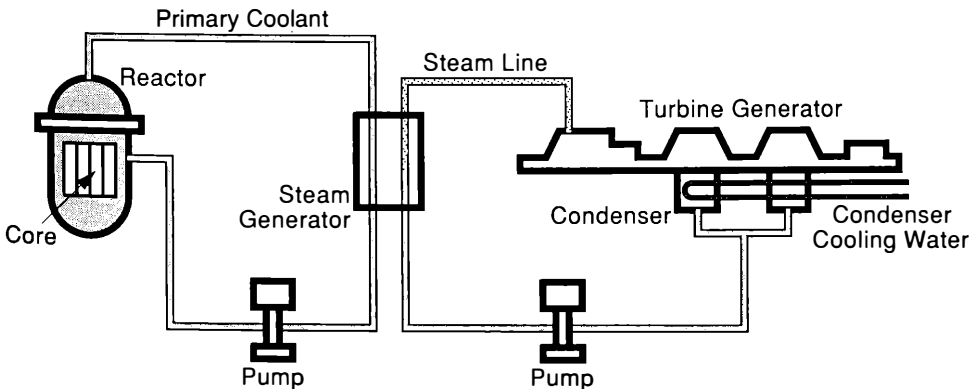 Primary Coolant
Reactor
Steam Line
Turbine Generator
Steam
Generator
Core
Condenser
Condenser
Cooling Water
Pump
Pump